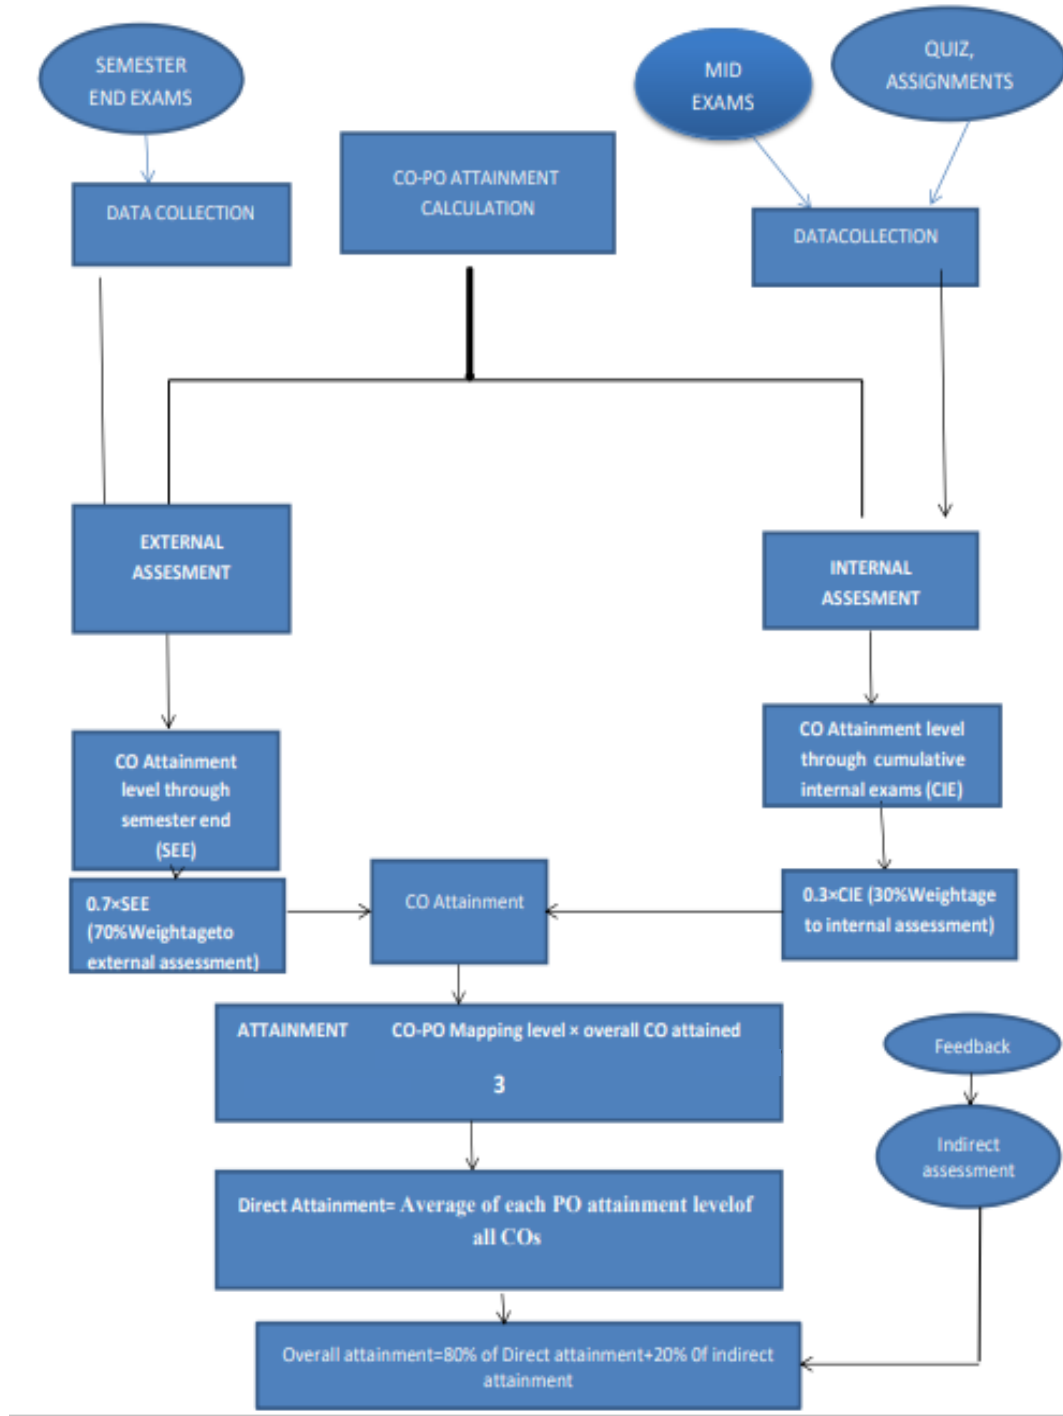 SEMESTER
END EXAMS
MID
EXAMS
QUIZ,
ASSIGNMENTS
DATA COLLECTION
CO-PO ATTAINMENT
CALCULATION
DATACOLLECTION
EXTERNAL
ASSESMENT
INTERNAL
ASSESMENT
CO Attainment
level through
semester end
(SEE)
CO Attainment level
through cumulative
internal exams (CIE)
0.7×SEE
(70%Weightageto
external assessment)
CO Attainment
0.3×CIE (30%Weightage
to internal assessment)
ATTAINMENT CO-PO Mapping level × overall CO attained
3
Feedback
Indirect
assessment
Direct Attainment= Average of each PO attainment levelof
all COs
Overall attainment=80% of Direct attainment+20% 0f indirect
attainment